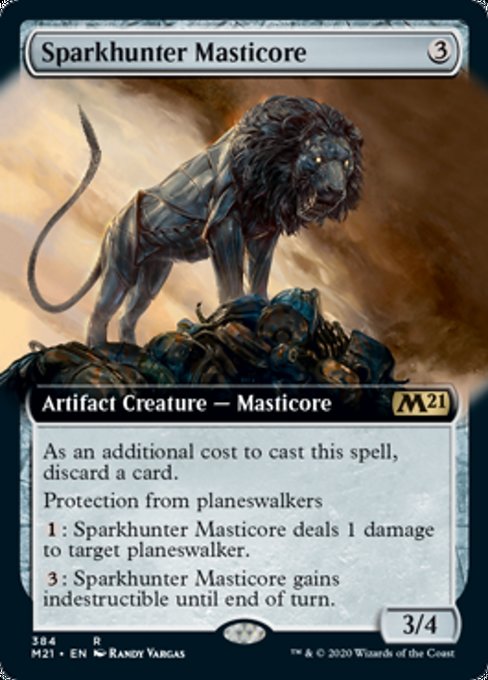 Sparkhunter Masticore 3
Artifact Creature — Masticore M21
As an additional cost to cast this spell,
discard a card.
Protection from planeswalkers
1 : Sparkhunter Masticore deals 1 damage
to target planeswalker.
3 : Sparkhunter Masticore gains
indestructible until end of turn.
3/4
384 R
M21 • EN RANDY VARGAS ™ & © 2020 Wizards of the Coast